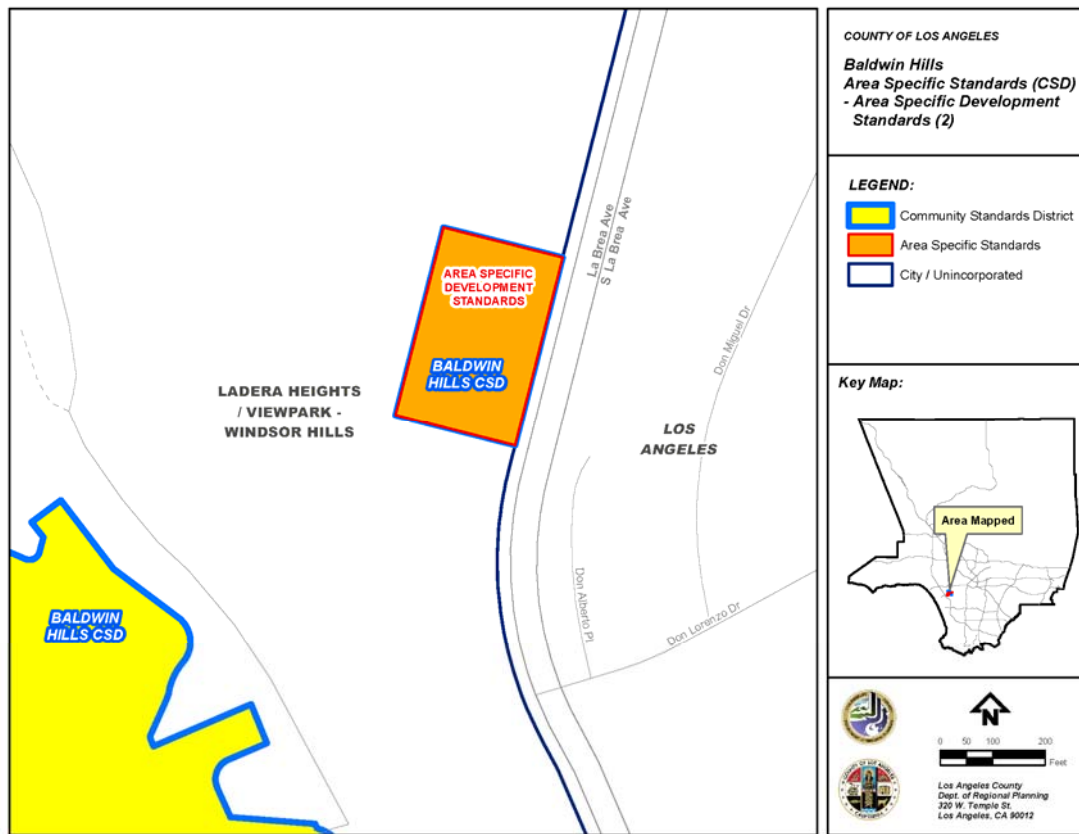 COUNTY OF LOS ANGELES
Baldwin Hills
Area Specific Standards (CSD)
- Area Specific Development
Standards (2)
LEGEND:
Community Standards District
Area Specific Standards
City / Unincorporated
Key Map:
Area Mapped
N
0 50 100 200
Feet
Los Angeles County
Dept. of Regional Planning
320 W. Temple St.
Los Angeles, CA 90012
La Brea Ave
S La Brea Ave
AREA SPECIFIC
DEVELOPMENT
STANDARDS
BALDWIN
HILLS CSD
LADERA HEIGHTS
/ VIEWPARK -
WINDSOR HILLS
LOS
ANGELES
Don Miguel Dr
Don Alberto Pl
Don Lorenzo Dr
BALDWIN
HILLS CSD